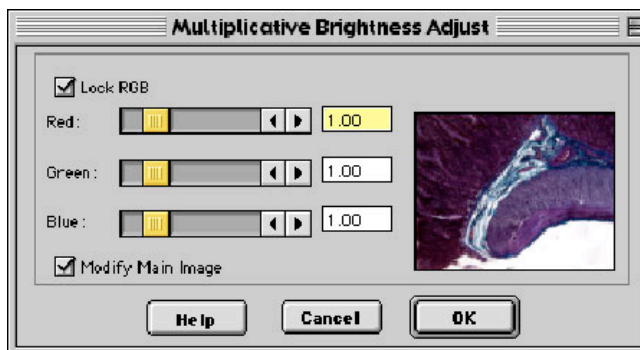 Multiplicative Brightness Adjust
Lock RGB
Red: 1.00
Green: 1.00
Blue: 1.00
Modify Main Image
Help Cancel OK